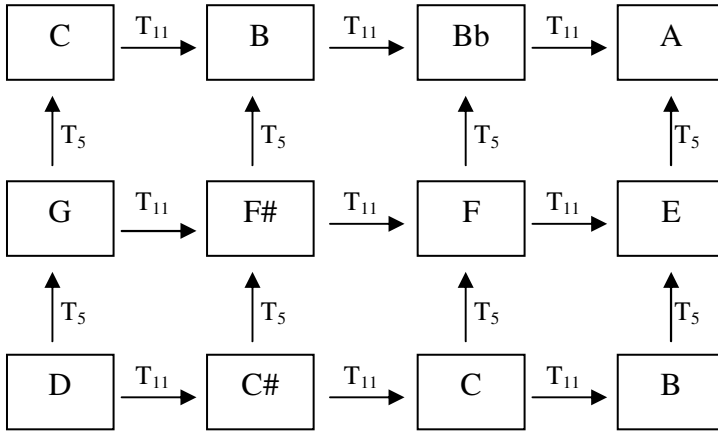 C T₁₁ B T₁₁ Bb T₁₁ A
T₅ T₅ T₅ T₅
G T₁₁ F# T₁₁ F T₁₁ E
T₅ T₅ T₅ T₅
D T₁₁ C# T₁₁ C T₁₁ B